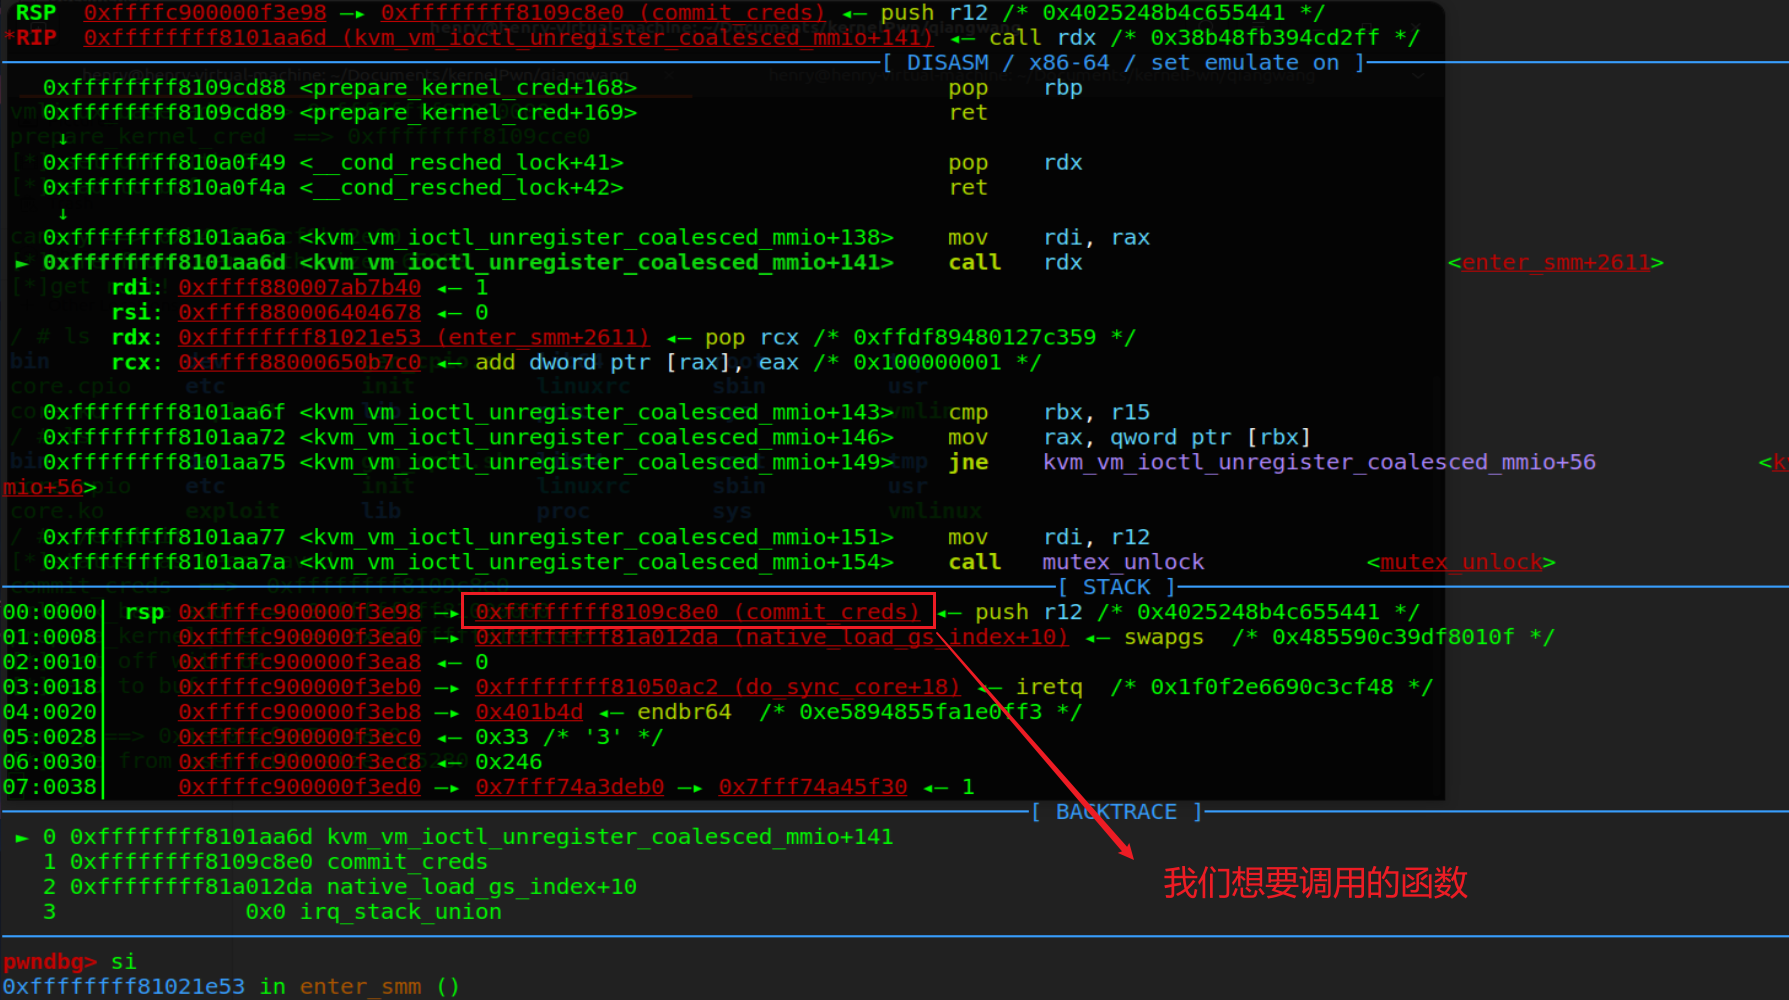 RSP 0xffffc900000f3e98 —▸ 0xffffffff8109c8e0 (commit_creds) ◂— push r12 /* 0x4025248b4c655441 */
*RIP 0xffffffff8101aa6d (kvm_vm_ioctl_unregister_coalesced_mmio+141) ◂— call rdx /* 0x38b48fb394cd2ff */
[ DISASM / x86-64 / set emulate on ]
0xffffffff8109cd88 <prepare_kernel_cred+168> pop rbp
0xffffffff8109cd89 <prepare_kernel_cred+169> ret
↓
0xffffffff810a0f49 <__cond_resched_lock+41> pop rdx
0xffffffff810a0f4a <__cond_resched_lock+42> ret
↓
0xffffffff8101aa6a <kvm_vm_ioctl_unregister_coalesced_mmio+138> mov rdi, rax
► 0xffffffff8101aa6d <kvm_vm_ioctl_unregister_coalesced_mmio+141> call rdx <enter_smm+2611>
rdi: 0xffff880007ab7b40 ◂— 1
rsi: 0xffff880006404678 ◂— 0
rdx: 0xffffffff81021e53 (enter_smm+2611) ◂— pop rcx /* 0xffdf89480127c359 */
rcx: 0xffff88000650b7c0 ◂— add dword ptr [rax], eax /* 0x100000001 */
0xffffffff8101aa6f <kvm_vm_ioctl_unregister_coalesced_mmio+143> cmp rbx, r15
0xffffffff8101aa72 <kvm_vm_ioctl_unregister_coalesced_mmio+146> mov rax, qword ptr [rbx]
0xffffffff8101aa75 <kvm_vm_ioctl_unregister_coalesced_mmio+149> jne kvm_vm_ioctl_unregister_coalesced_mmio+56 <k
mio+56>
0xffffffff8101aa77 <kvm_vm_ioctl_unregister_coalesced_mmio+151> mov rdi, r12
0xffffffff8101aa7a <kvm_vm_ioctl_unregister_coalesced_mmio+154> call mutex_unlock <mutex_unlock>
[ STACK ]
00:0000│ rsp 0xffffc900000f3e98 —▸ 0xffffffff8109c8e0 (commit_creds) ◂— push r12 /* 0x4025248b4c655441 */
01:0008│ 0xffffc900000f3ea0 —▸ 0xffffffff81a012da (native_load_gs_index+10) ◂— swapgs /* 0x485590c39df8010f */
02:0010│ 0xffffc900000f3ea8 ◂— 0
03:0018│ 0xffffc900000f3eb0 —▸ 0xffffffff81050ac2 (do_sync_core+18) ◂— iretq /* 0x1f0f2e6690c3cf48 */
04:0020│ 0xffffc900000f3eb8 —▸ 0x401b4d ◂— endbr64 /* 0xe5894855fa1e0ff3 */
05:0028│ 0xffffc900000f3ec0 ◂— 0x33 /* '3' */
06:0030│ 0xffffc900000f3ec8 ◂— 0x246
07:0038│ 0xffffc900000f3ed0 —▸ 0x7fff74a3deb0 —▸ 0x7fff74a45f30 ◂— 1
[ BACKTRACE ]
► 0 0xffffffff8101aa6d kvm_vm_ioctl_unregister_coalesced_mmio+141
1 0xffffffff8109c8e0 commit_creds
2 0xffffffff81a012da native_load_gs_index+10
3 0x0 irq_stack_union
我们想要调用的函数
pwndbg> si
0xffffffff81021e53 in enter_smm ()